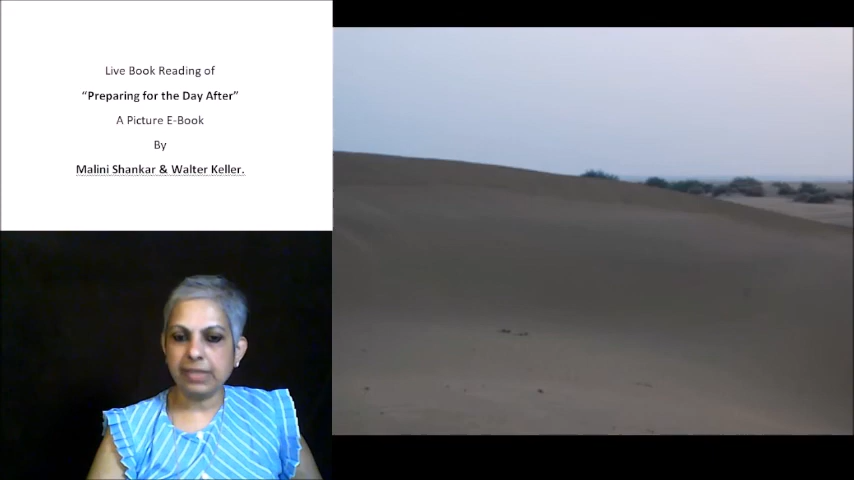 Live Book Reading of
“Preparing for the Day After”
A Picture E-Book
By
Malini Shankar & Walter Keller.